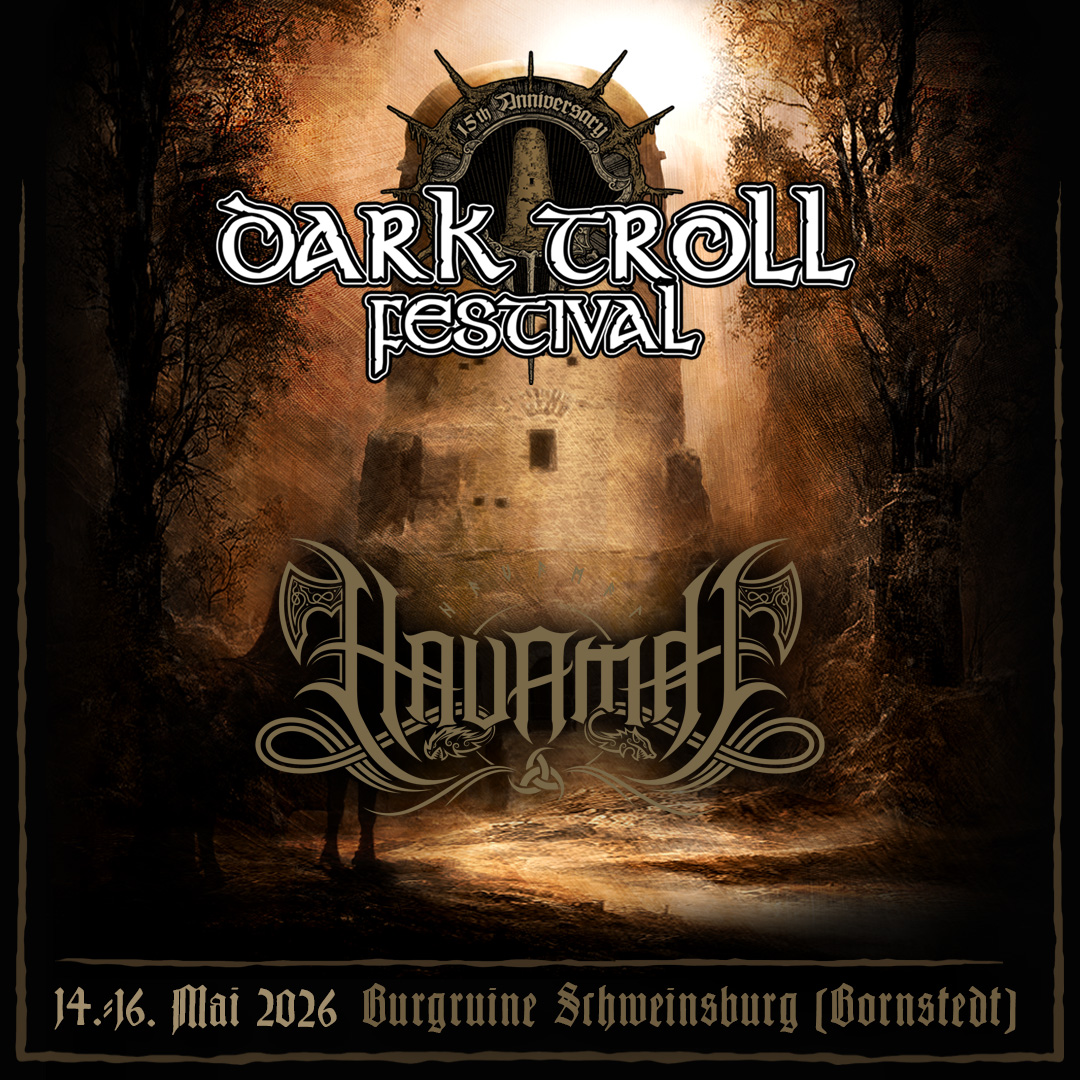 15th Anniversary
DARK TROLL
FESTIVAL
HAVAMAL
14.-16. Mai 2026 Burgruine Schweinsburg (Bornstedt)